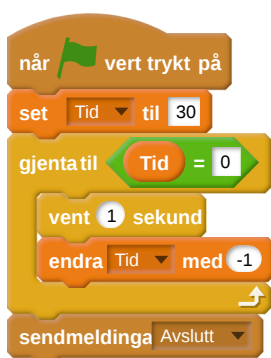 når vert trykt på
set Tid til 30
gjenta til Tid = 0
vent 1 sekund
endra Tid med -1
sendmeldinga Avslutt